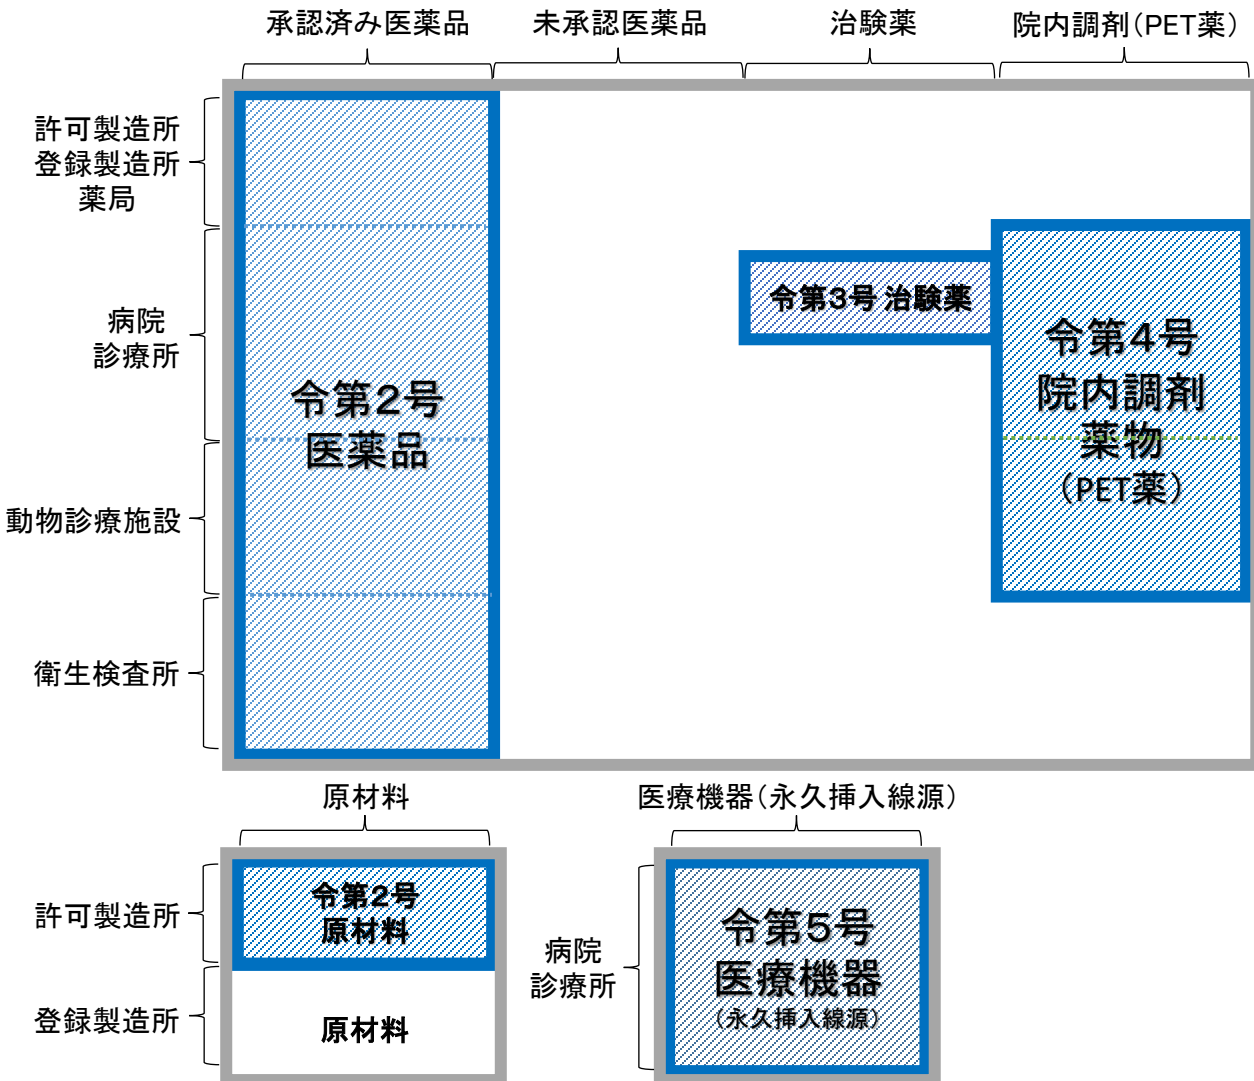 承認済み医薬品
未承認医薬品
治験薬
院内調剤(PET薬)
許可製造所
登録製造所
薬局
病院
診療所
動物診療施設
衛生検査所
令第2号
医薬品
令第3号 治験薬
令第4号
院内調剤
薬物
(PET薬)
原材料
医療機器(永久挿入線源)
許可製造所
登録製造所
令第2号
原材料
原材料
病院
診療所
令第5号
医療機器
(永久挿入線源)